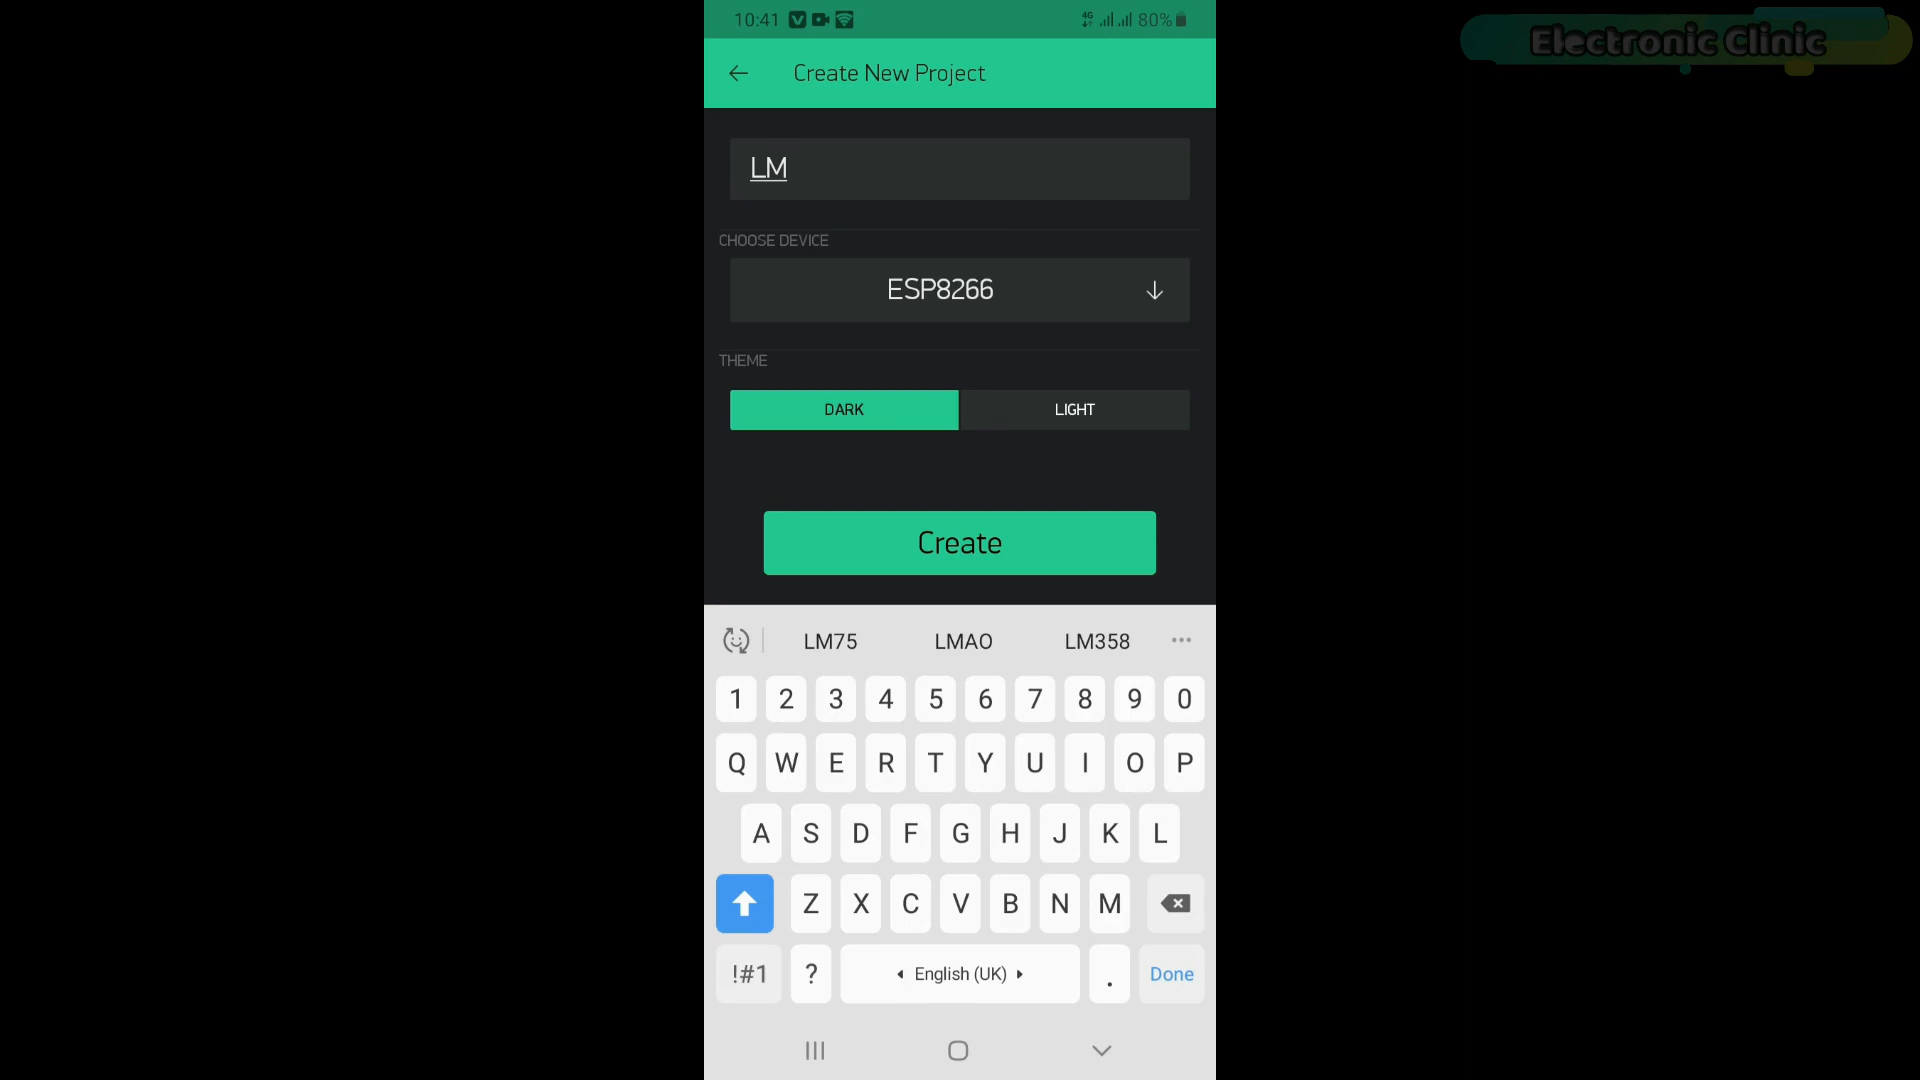 10:41 4G 80%
Electronic Clinic
Create New Project
LM
CHOOSE DEVICE
ESP8266
THEME
DARK LIGHT
Create
LM75 LMAO LM358
1 2 3 4 5 6 7 8 9 0
Q W E R T Y U I O P
A S D F G H J K L
Z X C V B N M
!#1 ? English (UK) . Done